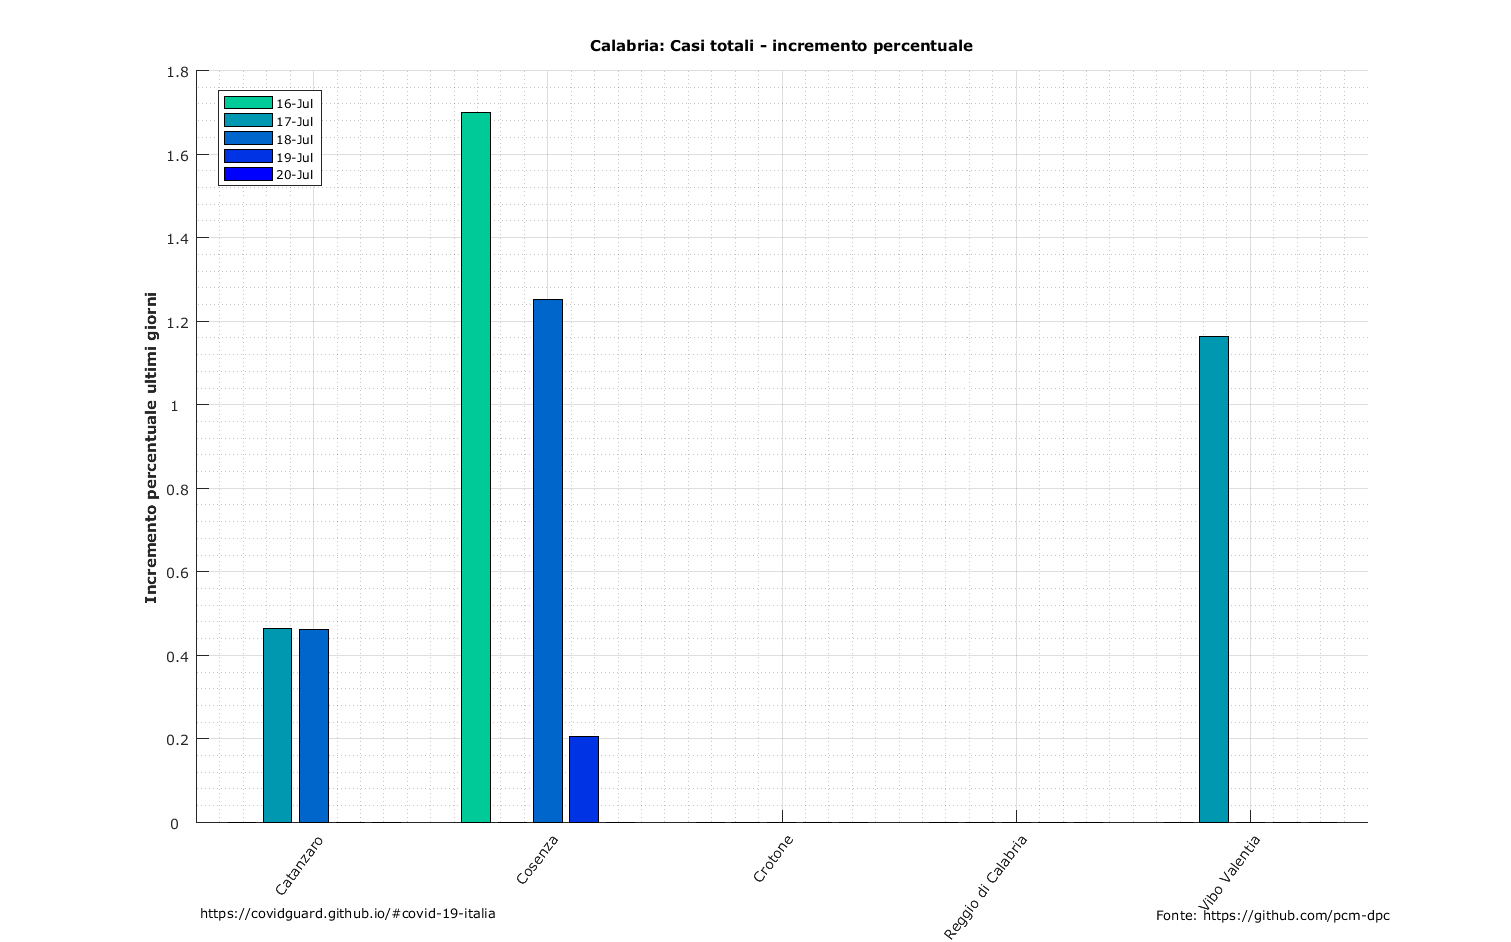 Calabria: Casi totali - incremento percentuale
1.8
1.6
1.4
1.2
1
0.8
0.6
0.4
0.2
0
Incremento percentuale ultimi giorni
16-Jul
17-Jul
18-Jul
19-Jul
20-Jul
Catanzaro
Cosenza
Crotone
Reggio di Calabria
Vibo Valentia
https://covidguard.github.io/#covid-19-italia
Fonte: https://github.com/pcm-dpc